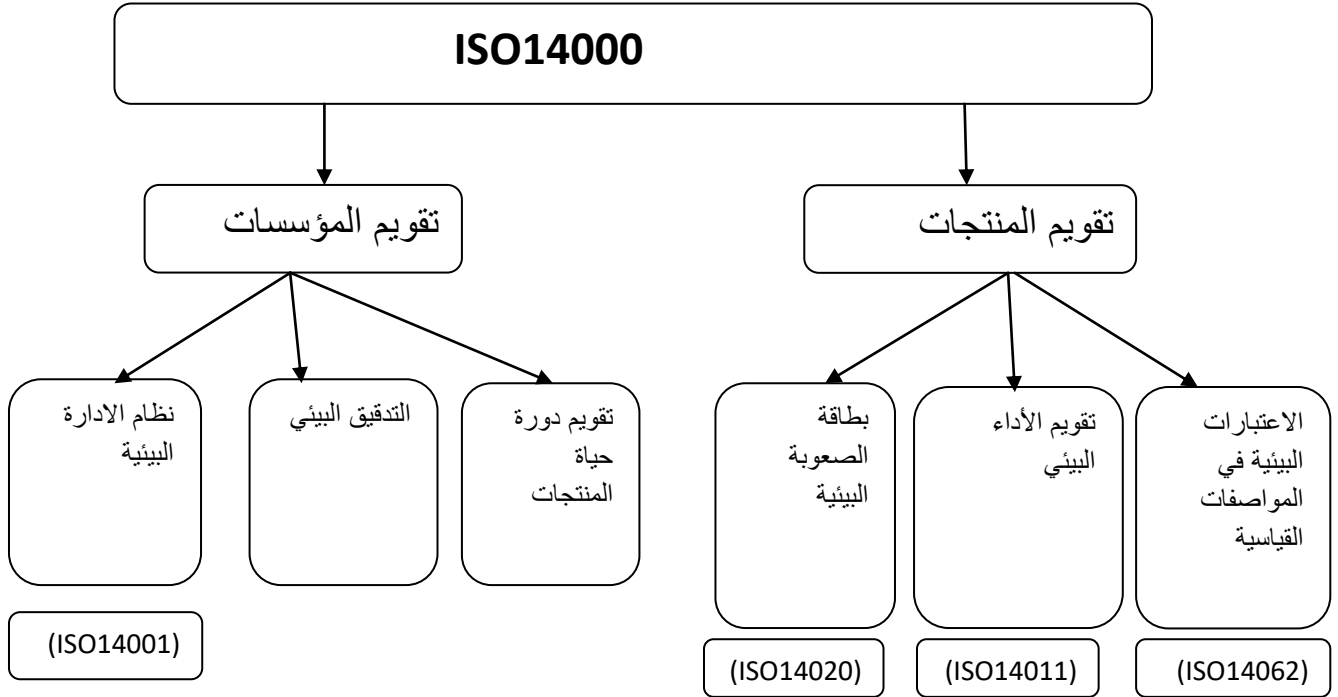 ISO14000
تقويم المنتجات
تقويم المؤسسات
الاعتبارات
البيئية في
المواصفات
القياسية
تقويم الأداء
البيئي
بطاقة
الصعوبة
البيئية
تقويم دورة
حياة
المنتجات
التدقيق البيئي
نظام الادارة
البيئية
(ISO14062)
(ISO14011)
(ISO14020)
(ISO14001)